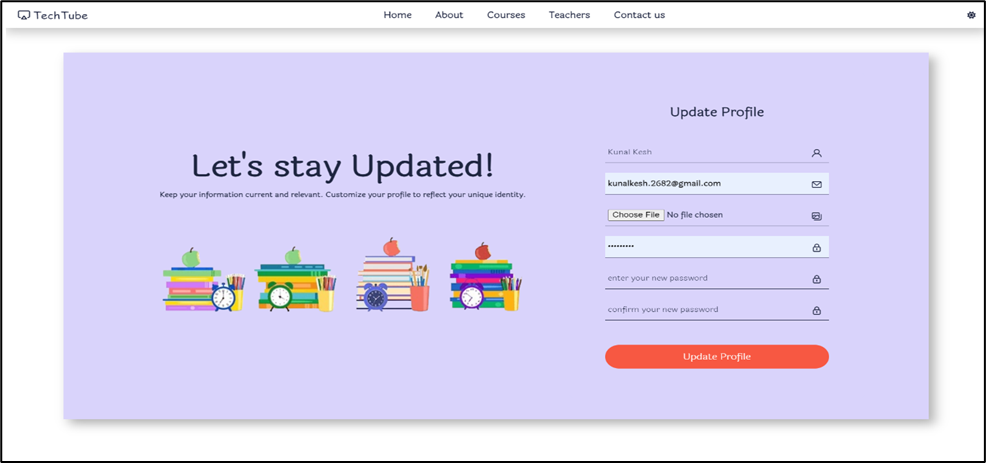 TechTube Home About Courses Teachers Contact us
Let's stay Updated!
Keep your information current and relevant. Customize your profile to reflect your unique identity.
Update Profile
Kunal Kesh
kunalkesh.2682@gmail.com
Choose File No file chosen
•••••••••
enter your new password
confirm your new password
Update Profile